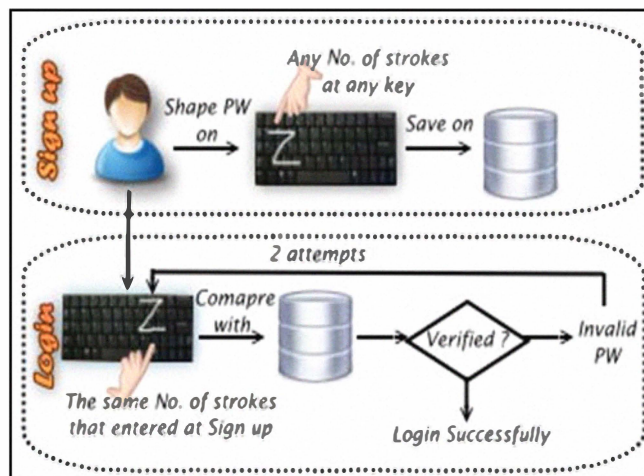 Sign up
Any No. of strokes
at any key
Shape PW
on
Z
Save on
Login
2 attempts
Z
Comapre
with
Verified ?
Invalid
PW
The same No. of strokes
that entered at Sign up
Login Successfully